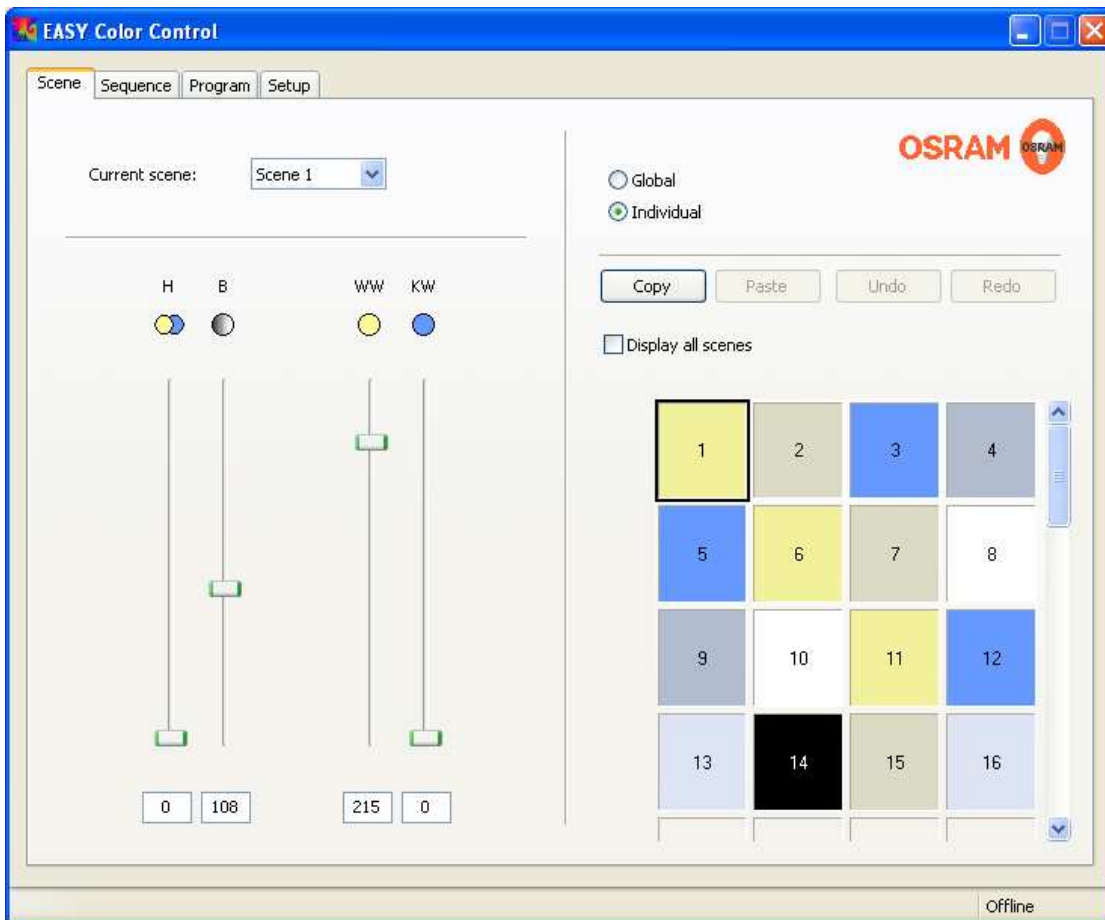 EASY Color Control
Scene Sequence Program Setup
OSRAM OSRAM
Current scene: Scene 1
Global
Individual
H B WW KW
Copy Paste Undo Redo
Display all scenes
1 2 3 4
5 6 7 8
9 10 11 12
13 14 15 16
0 108 215 0
Offline